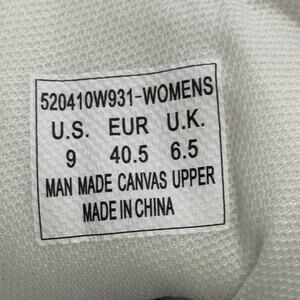 520410W931-WOMENS
U.S. EUR U.K.
9 40.5 6.5
MAN MADE CANVAS UPPER
MADE IN CHINA